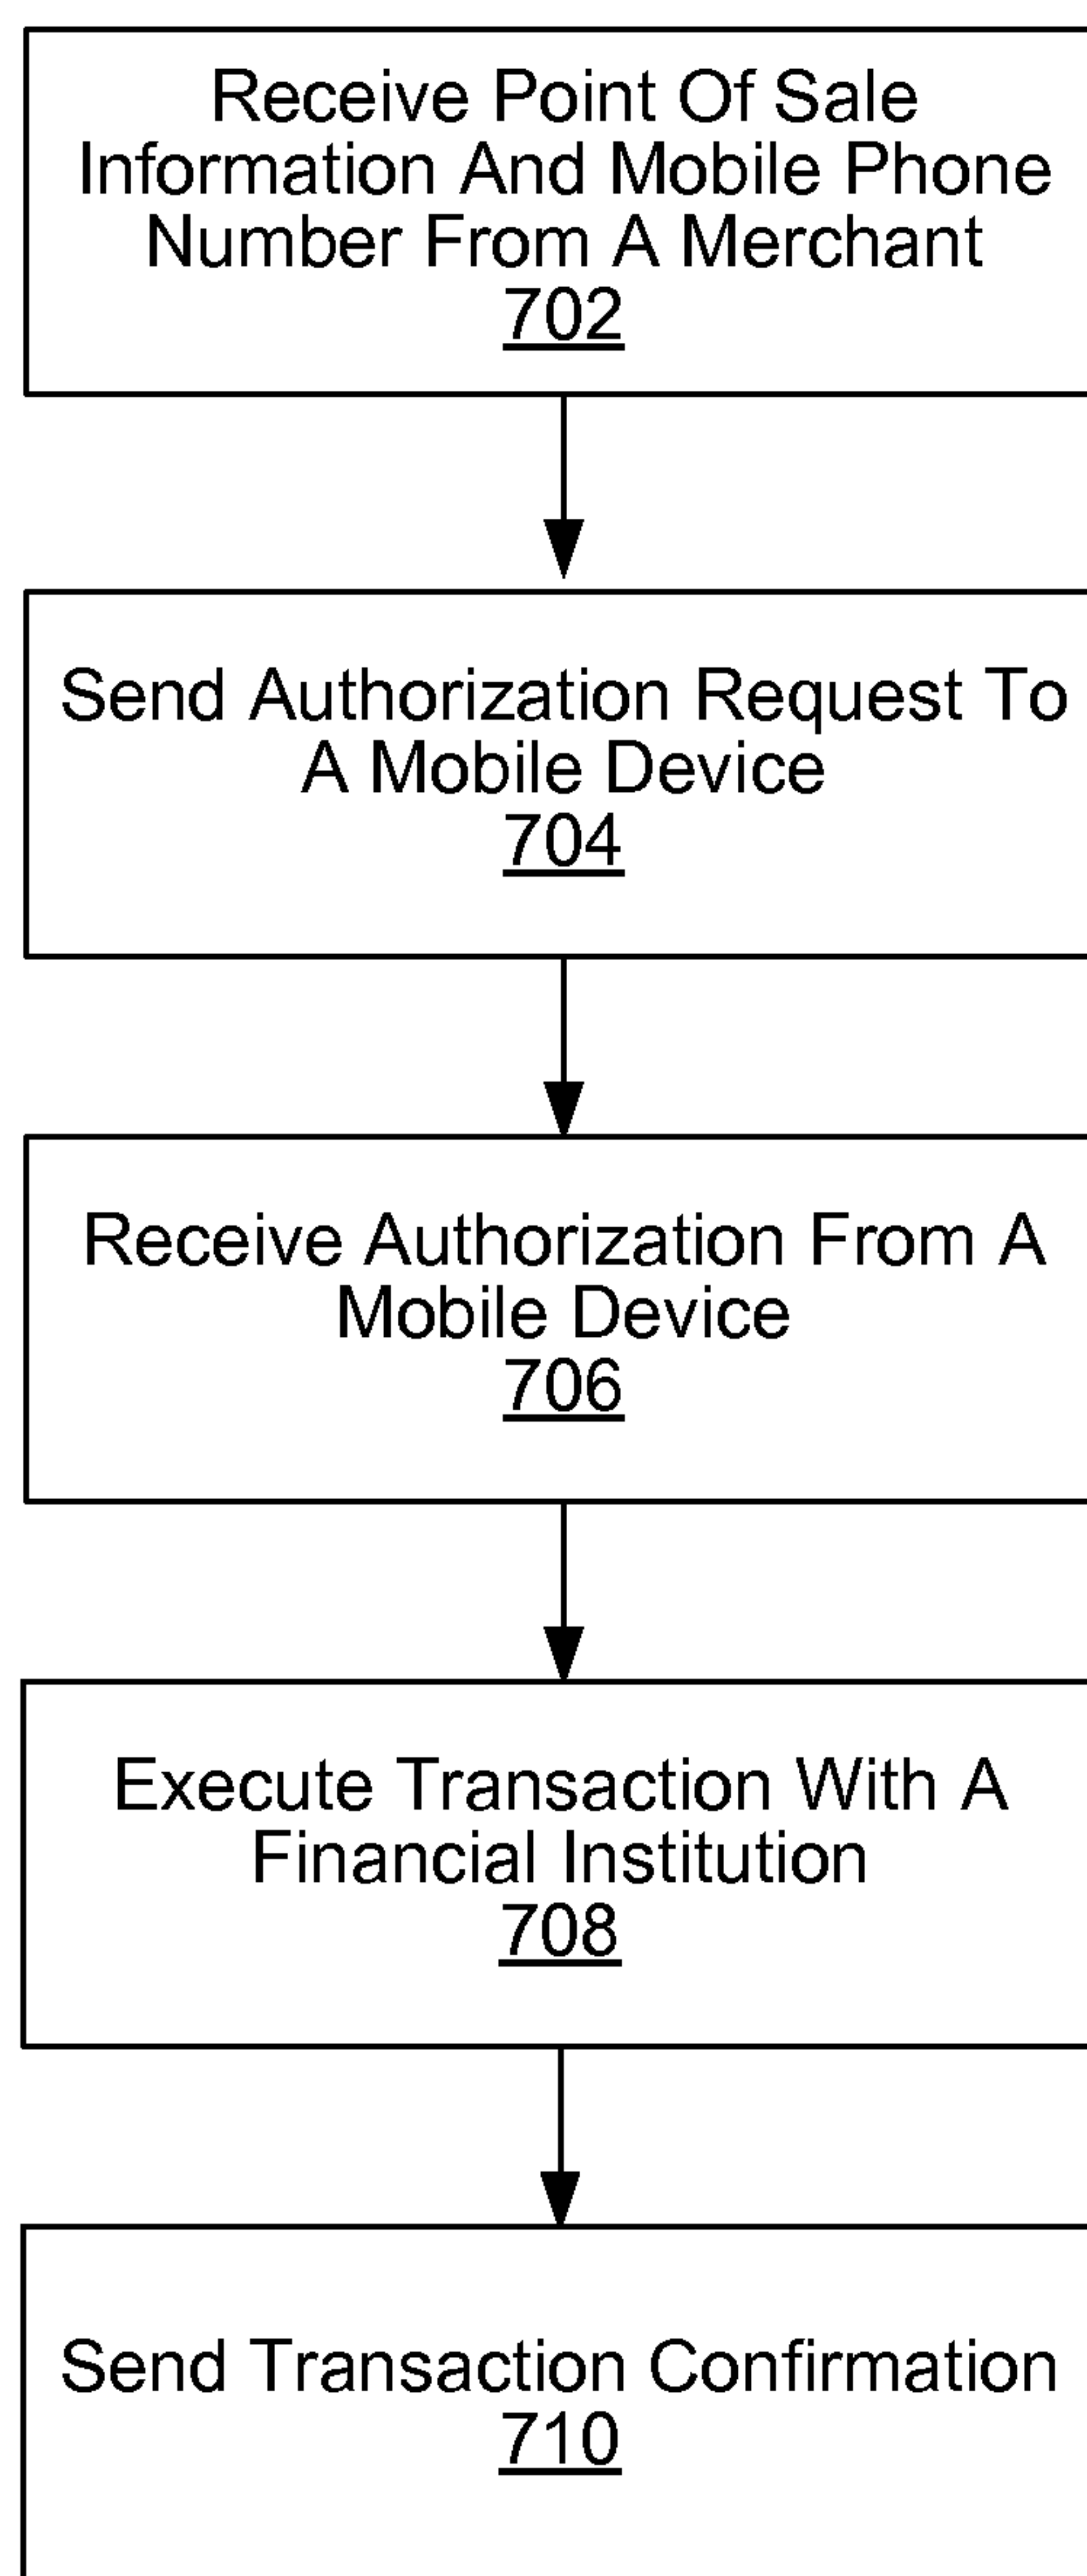 Receive Point Of Sale
Information And Mobile Phone
Number From A Merchant
702
Send Authorization Request To
A Mobile Device
704
Receive Authorization From A
Mobile Device
706
Execute Transaction With A
Financial Institution
708
Send Transaction Confirmation
710